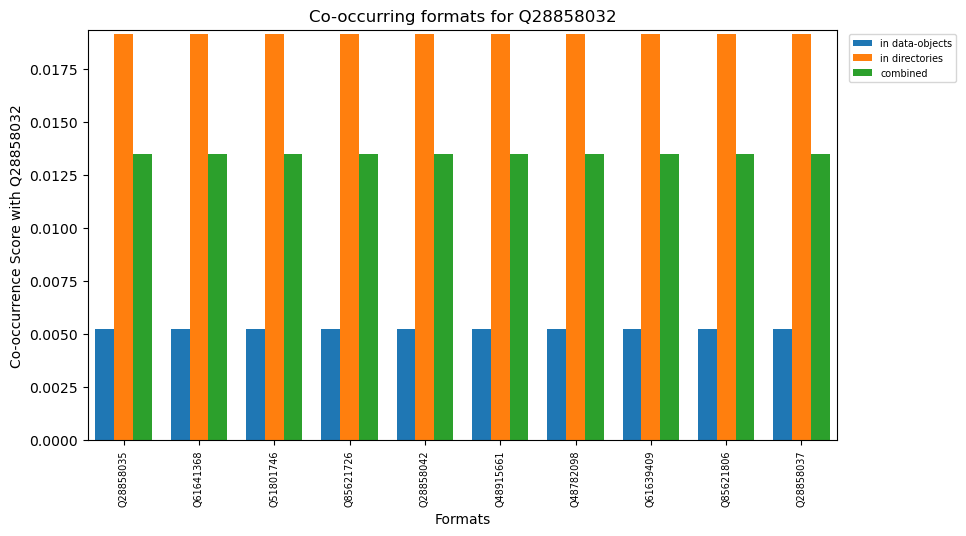 Co-occurring formats for Q28858032
in data-objects
in directories
combined
Co-occurrence Score with Q28858032
0.0175
0.0150
0.0125
0.0100
0.0075
0.0050
0.0025
0.0000
Q28858035
Q61641368
Q51801746
Q85621726
Q28858042
Q48915661
Q48782098
Q61639409
Q85621806
Q28858037
Formats